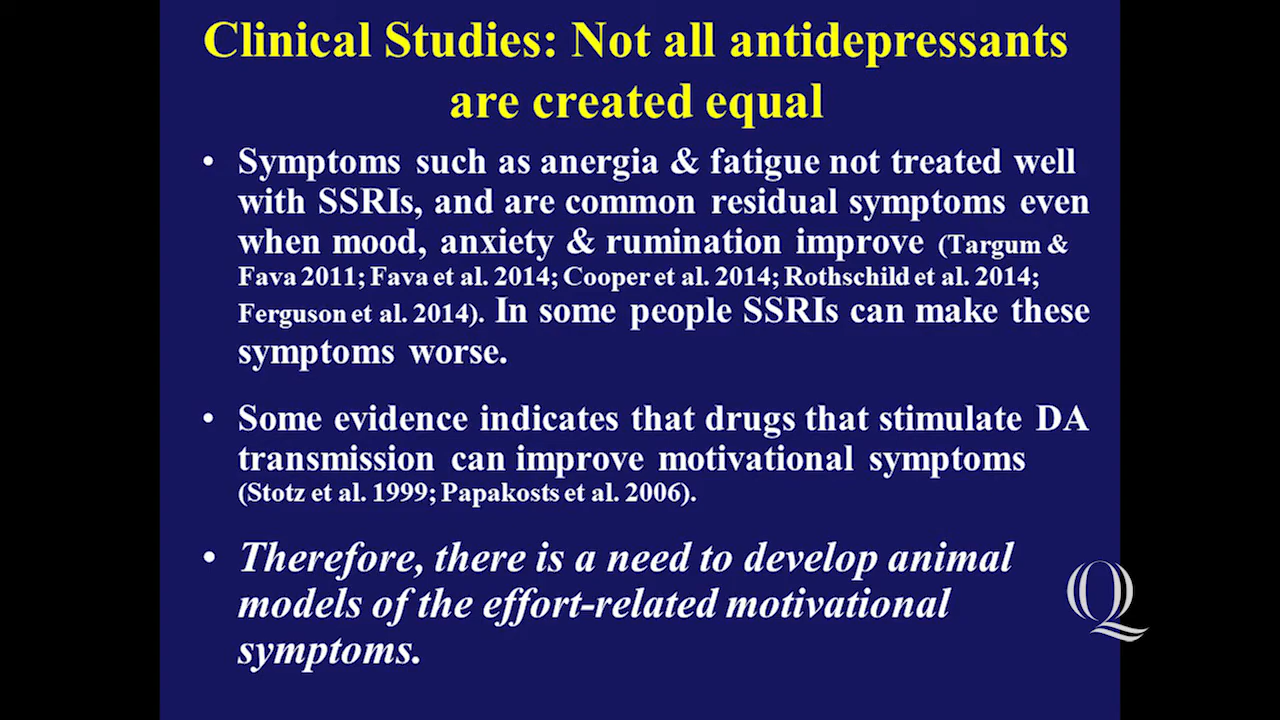 Clinical Studies: Not all antidepressants
are created equal
• Symptoms such as anergia & fatigue not treated well
with SSRIs, and are common residual symptoms even
when mood, anxiety & rumination improve (Targum &
Fava 2011; Fava et al. 2014; Cooper et al. 2014; Rothschild et al. 2014;
Ferguson et al. 2014). In some people SSRIs can make these
symptoms worse.
• Some evidence indicates that drugs that stimulate DA
transmission can improve motivational symptoms
(Stotz et al. 1999; Papakosts et al. 2006).
• Therefore, there is a need to develop animal
models of the effort-related motivational
symptoms.
Q